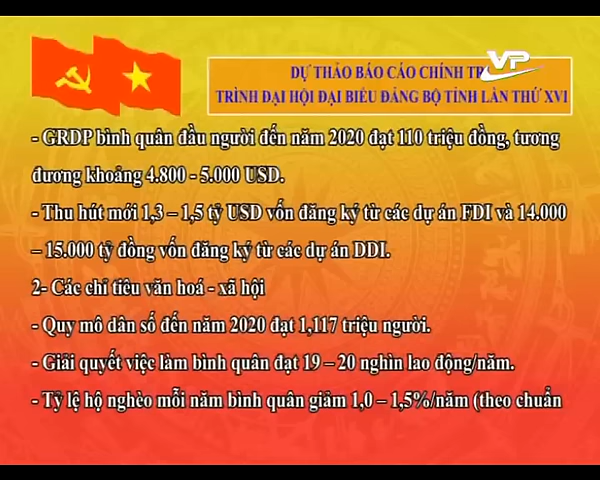 VP
DỰ THẢO BÁO CÁO CHÍNH TR
TRÌNH ĐẠI HỘI ĐẠI BIỂU ĐẢNG BỘ TỈNH LẦN THỨ XVI
- GRDP bình quân đầu người đến năm 2020 đạt 110 triệu đồng, tương
đương khoảng 4.800 - 5.000 USD.
- Thu hút mới 1,3 – 1,5 tỷ USD vốn đăng ký từ các dự án FDI và 14.000
– 15.000 tỷ đồng vốn đăng ký từ các dự án DDI.
2- Các chỉ tiêu văn hoá - xã hội
- Quy mô dân số đến năm 2020 đạt 1,117 triệu người.
- Giải quyết việc làm bình quân đạt 19 – 20 nghìn lao động/năm.
- Tỷ lệ hộ nghèo mỗi năm bình quân giảm 1,0 – 1,5%/năm (theo chuẩn